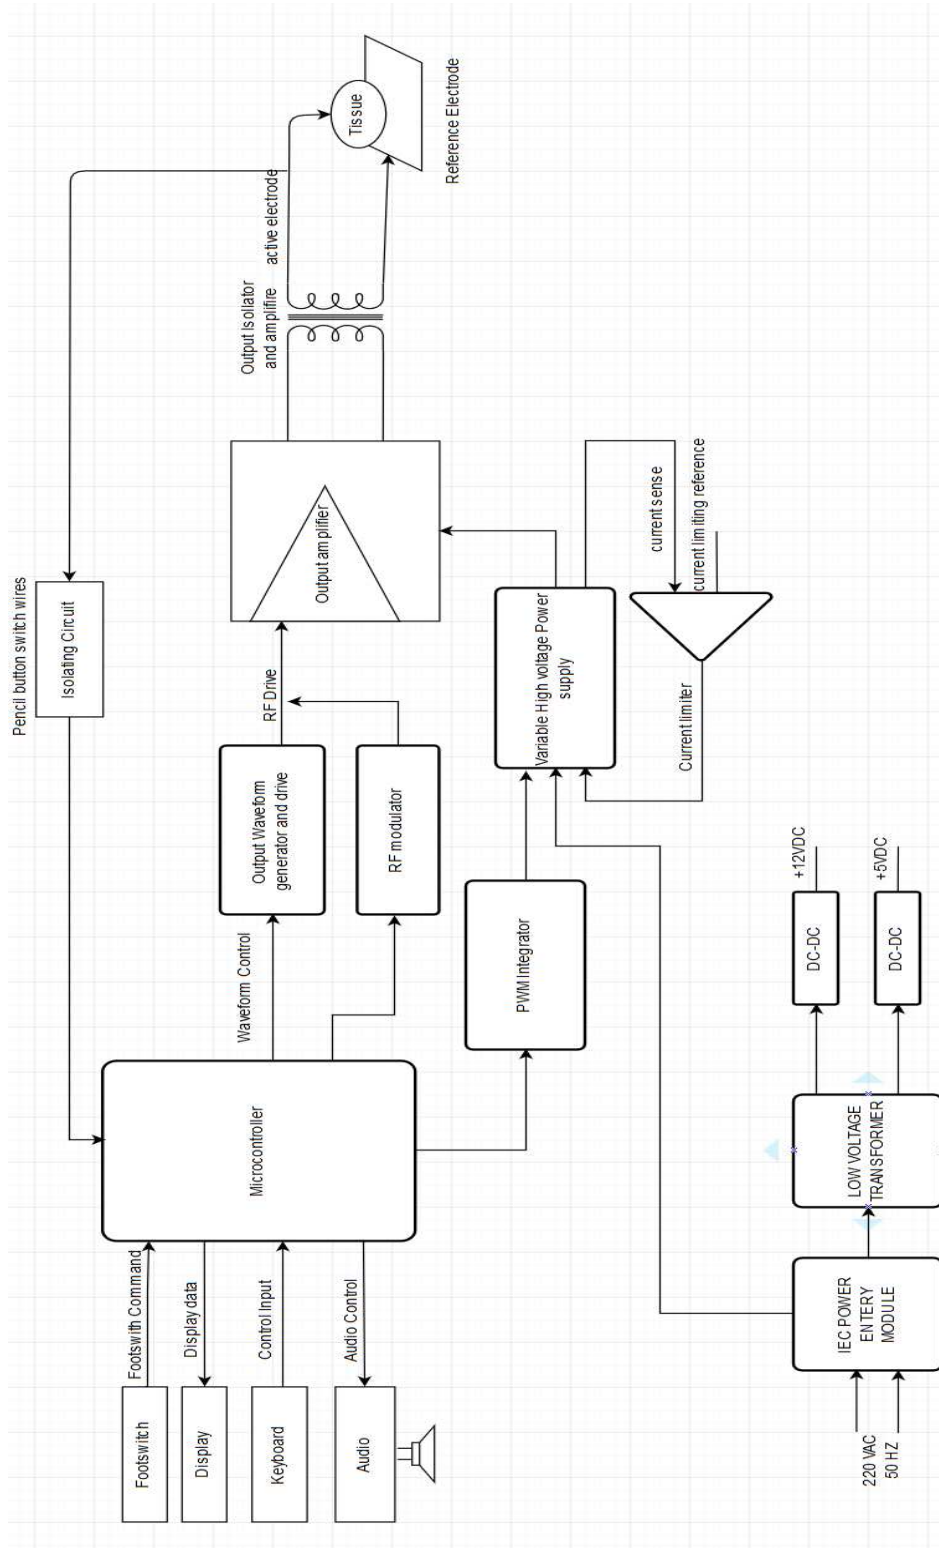 Pencil button switch wires
Isolating Circuit
Footswith Command
Footswitch
Display data
Display
Control Input
Keyboard
Audio Control
Audio
Microcontroller
Waveform Control
Output Waveform
generator and drive
RF Drive
RF modulator
Output amplifier
Output Isollator
and amplifire
active electrode
Tissue
Reference Electrode
PWM Integrator
Variable High voltage Power
supply
current sense
current limiting reference
Current limiter
+12VDC
DC-DC
+5VDC
DC-DC
LOW VOLTAGE
TRANSFORMER
IEC POWER
ENTERY
MODULE
220 VAC
50 HZ